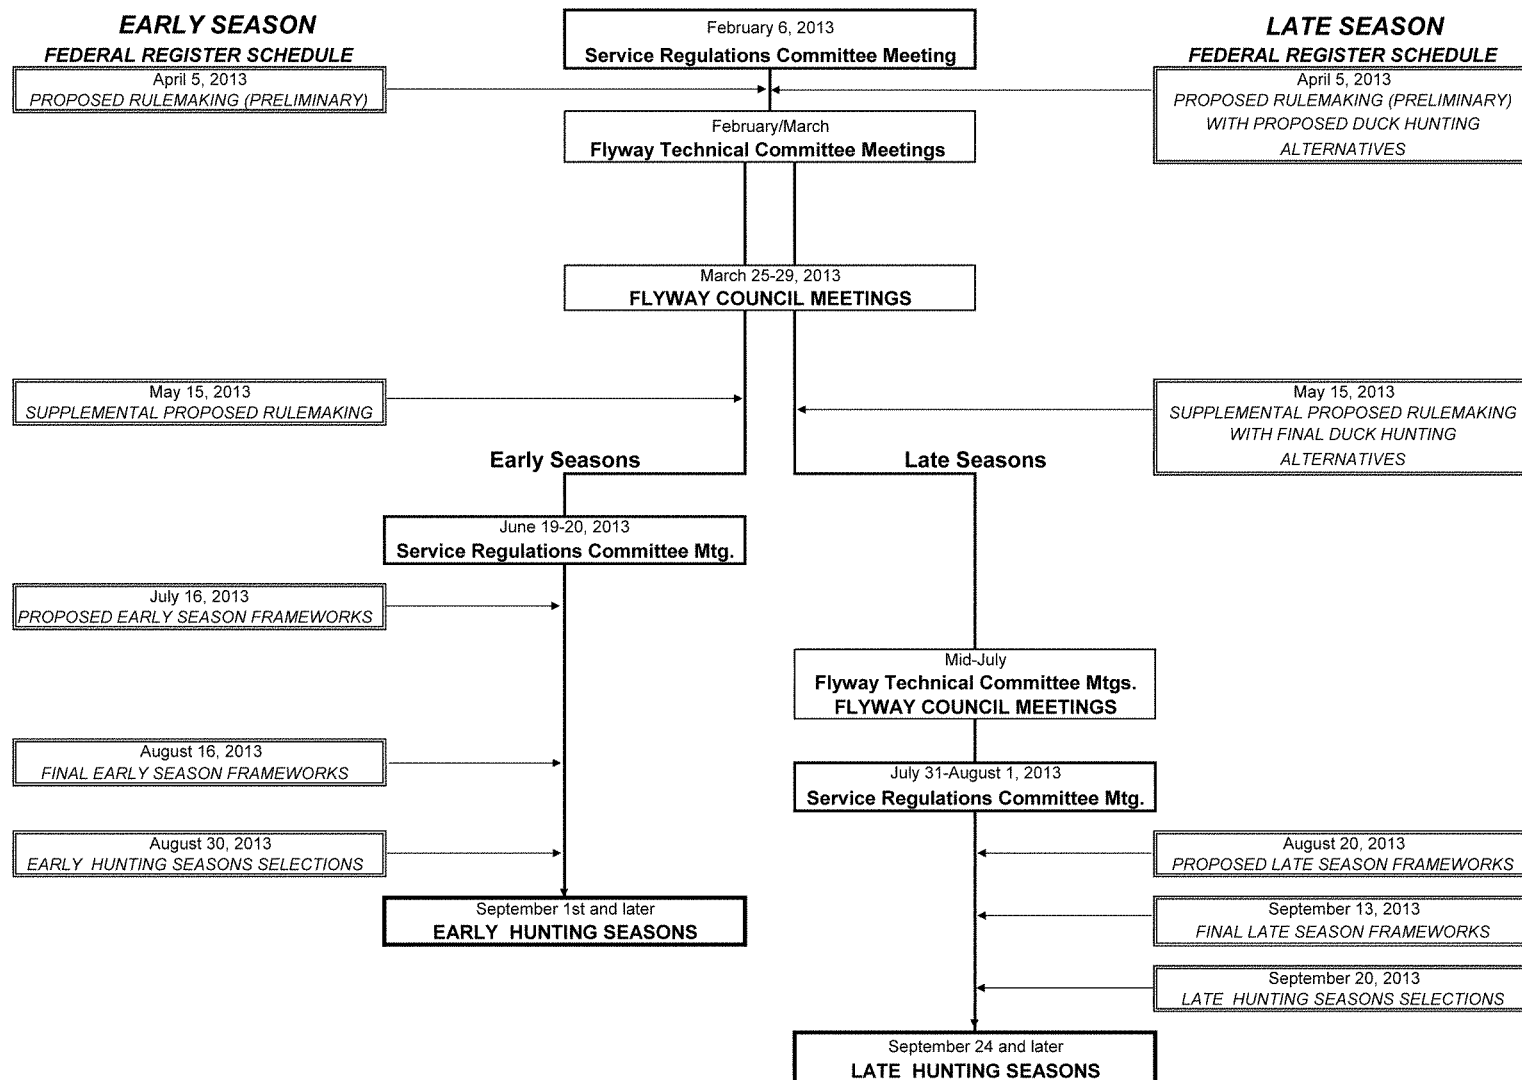 EARLY SEASON
FEDERAL REGISTER SCHEDULE
February 6, 2013
Service Regulations Committee Meeting
LATE SEASON
FEDERAL REGISTER SCHEDULE
April 5, 2013
PROPOSED RULEMAKING (PRELIMINARY)
April 5, 2013
PROPOSED RULEMAKING (PRELIMINARY)
WITH PROPOSED DUCK HUNTING
ALTERNATIVES
February/March
Flyway Technical Committee Meetings
March 25-29, 2013
FLYWAY COUNCIL MEETINGS
May 15, 2013
SUPPLEMENTAL PROPOSED RULEMAKING
May 15, 2013
SUPPLEMENTAL PROPOSED RULEMAKING
WITH FINAL DUCK HUNTING
ALTERNATIVES
Early Seasons
Late Seasons
June 19-20, 2013
Service Regulations Committee Mtg.
July 16, 2013
PROPOSED EARLY SEASON FRAMEWORKS
Mid-July
Flyway Technical Committee Mtgs.
FLYWAY COUNCIL MEETINGS
August 16, 2013
FINAL EARLY SEASON FRAMEWORKS
July 31-August 1, 2013
Service Regulations Committee Mtg.
August 30, 2013
EARLY HUNTING SEASONS SELECTIONS
August 20, 2013
PROPOSED LATE SEASON FRAMEWORKS
September 1st and later
EARLY HUNTING SEASONS
September 13, 2013
FINAL LATE SEASON FRAMEWORKS
September 20, 2013
LATE HUNTING SEASONS SELECTIONS
September 24 and later
LATE HUNTING SEASONS